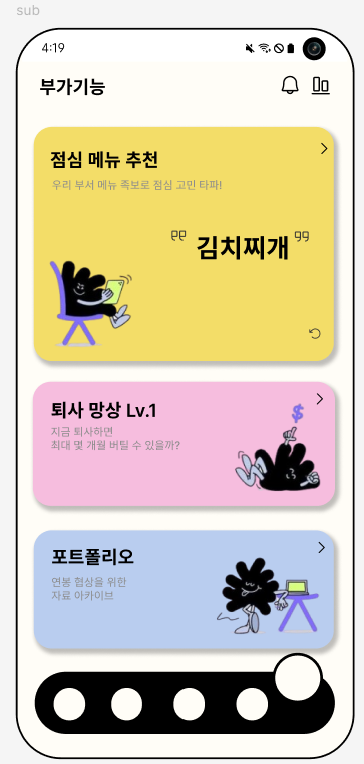 sub
4:19
부가기능
점심 메뉴 추천
우리 부서 메뉴 족보로 점심 고민 타파!
김치찌개
퇴사 망상 Lv.1
지금 퇴사하면
최대 몇 개월 버틸 수 있을까?
$
포트폴리오
연봉 협상을 위한
자료 아카이브